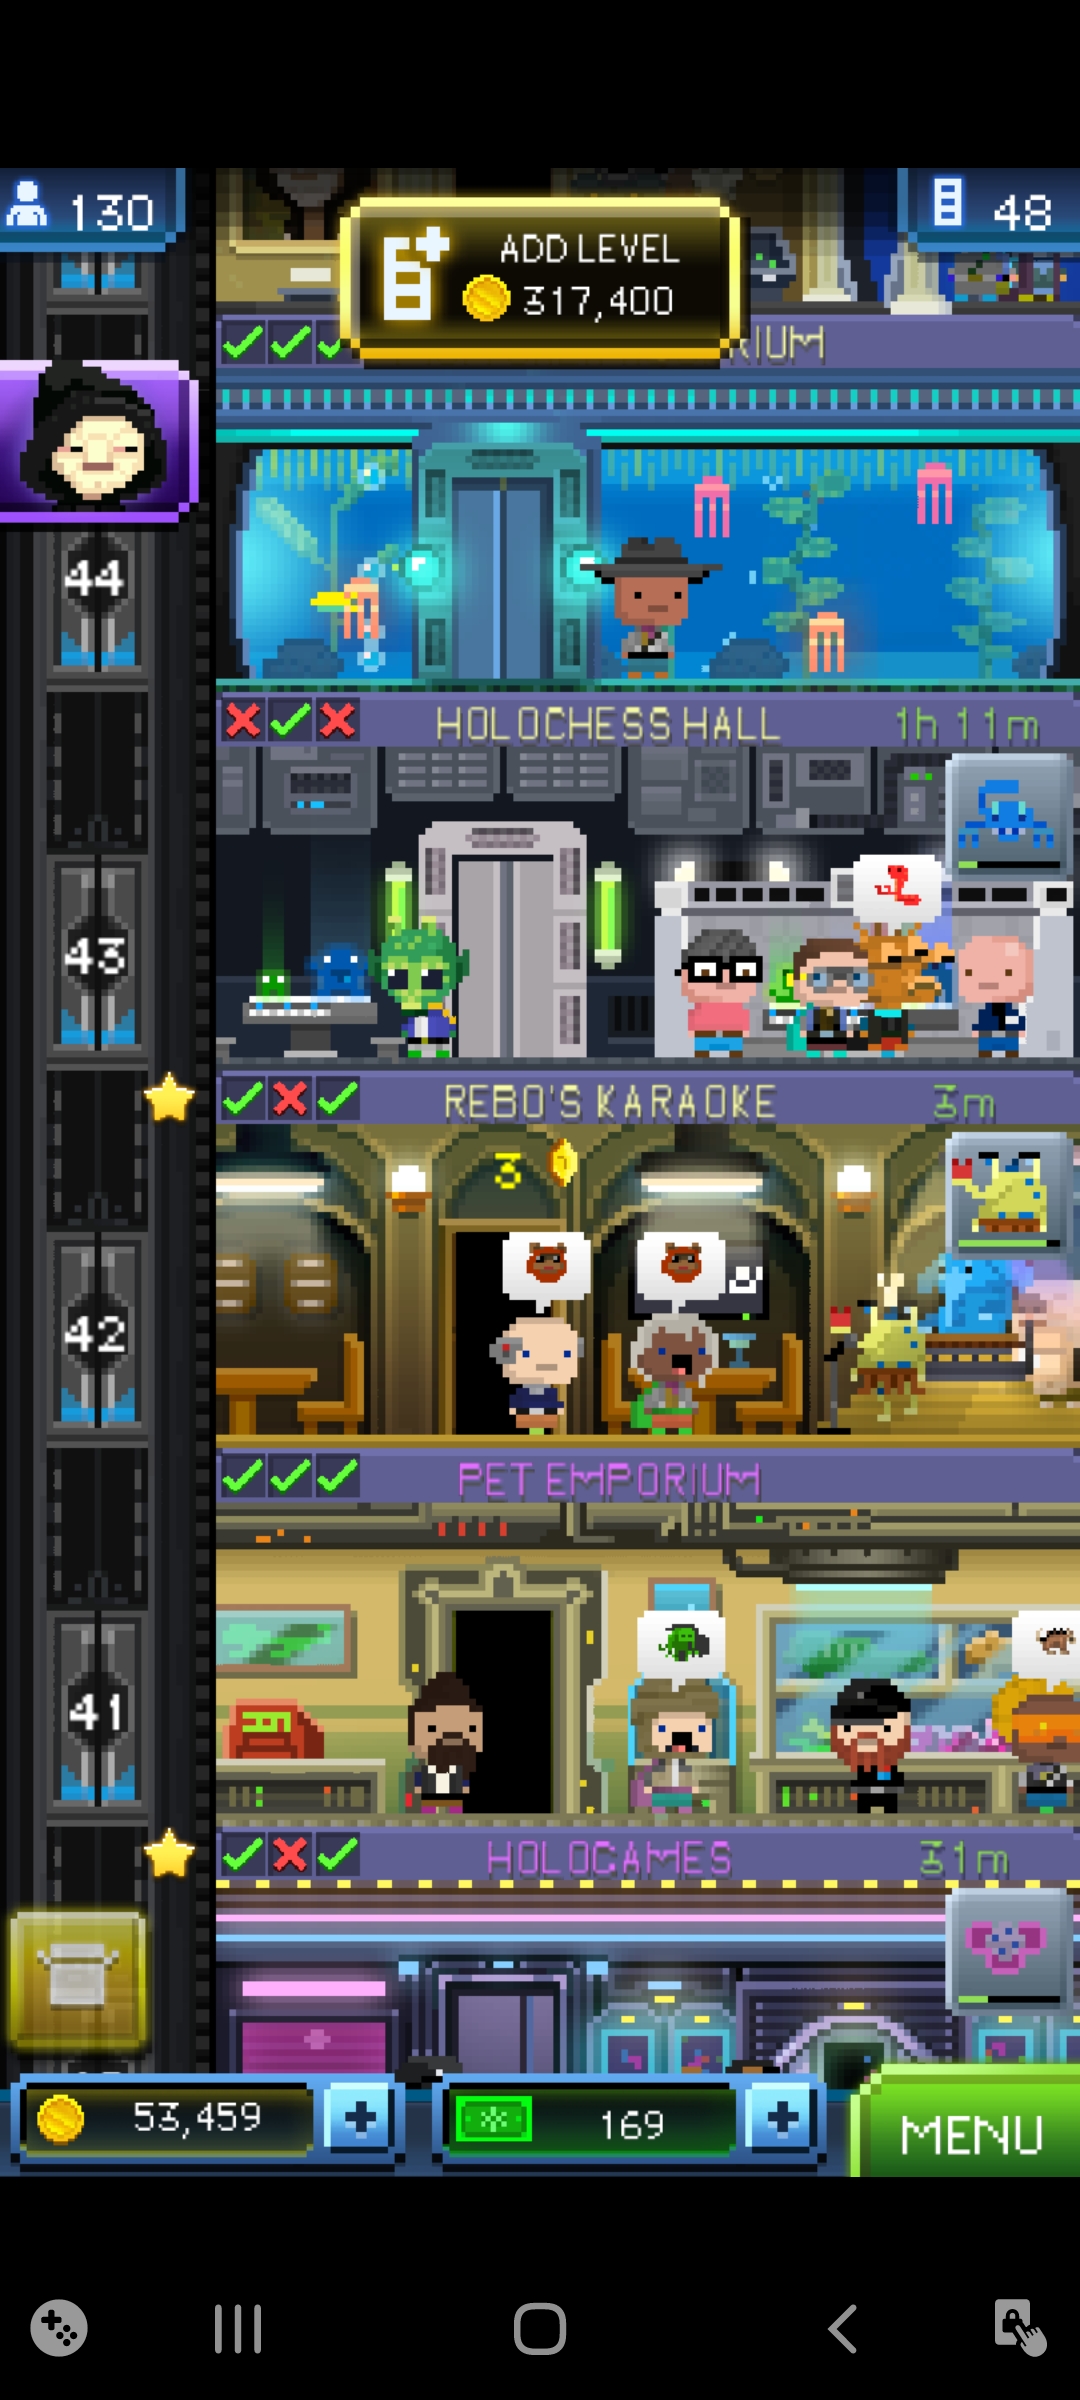 130
ADD LEVEL
317,400
48
RIUM
44
HOLOCHESS HALL
1h 11m
43
REBO'S KARAOKE
3m
3
42
PET EMPORIUM
41
HOLOGAMES
31m
53,459
169
MENU